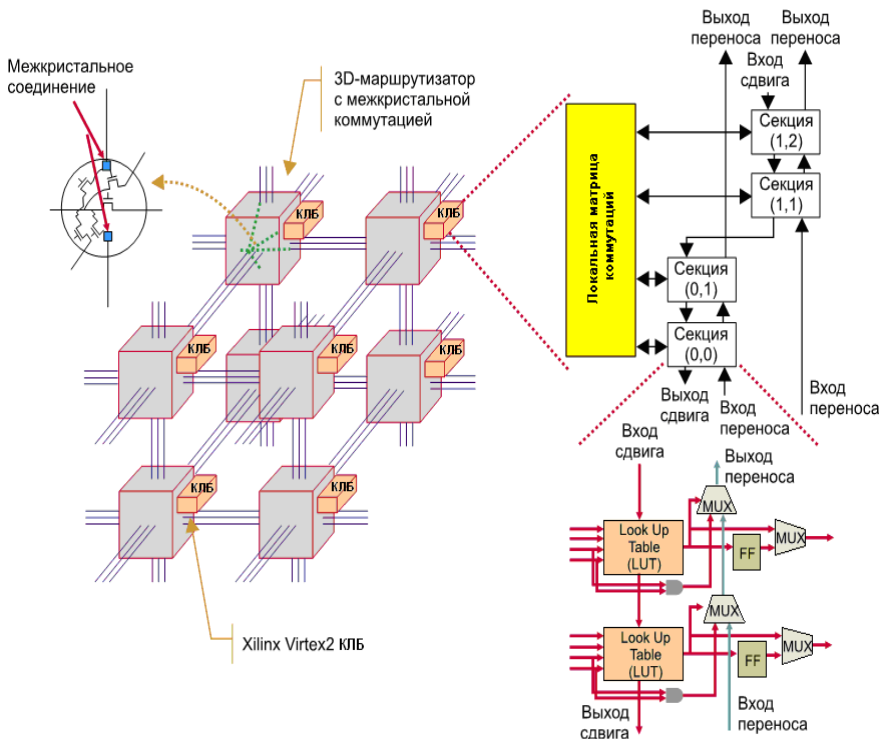 Межкристальное
соединение
3D-маршрутизатор
с межкристальной
коммутацией
КЛБ
КЛБ
КЛБ
КЛБ
КЛБ
КЛБ
КЛБ
Xilinx Virtex2 КЛБ
Локальная матрица
коммутаций
Выход
переноса
Выход
переноса
Вход
сдвига
Секция
(1,2)
Секция
(1,1)
Секция
(0,1)
Секция
(0,0)
Выход
сдвига
Вход
переноса
Вход
переноса
Вход
сдвига
Выход
переноса
MUX
Look Up
Table
(LUT)
FF
MUX
MUX
Look Up
Table
(LUT)
FF
MUX
Выход
сдвига
Вход
переноса